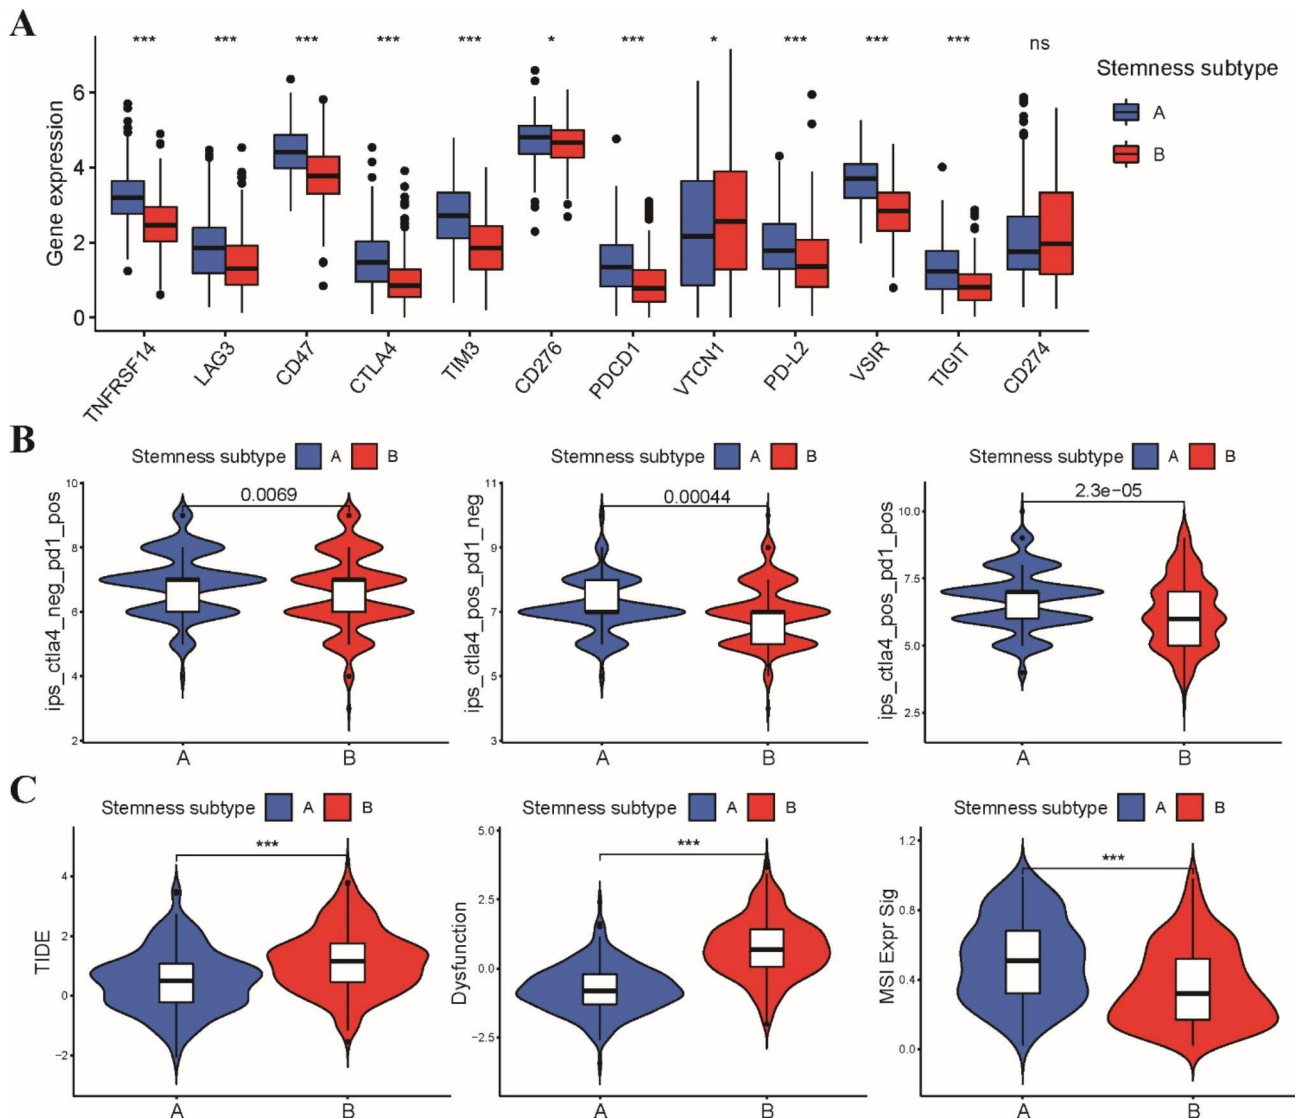 A
*** *** *** *** *** * *** * *** *** *** ns
Stemness subtype
A
B
Gene expression
6
4
2
0
TNFRSF14 LAG3 CD47 CTLA4 TIM3 CD276 PDCD1 VTCN1 PD-L2 VSIR TIGIT CD274
B
Stemness subtype A B
ips_ctla4_neg_pd1_pos
10
8
6
4
2
0.0069
A B
Stemness subtype A B
ips_ctla4_pos_pd1_neg
11
9
7
5
3
0.00044
A B
Stemness subtype A B
ips_ctla4_pos_pd1_pos
10.0
7.5
5.0
2.5
2.3e-05
A B
C
Stemness subtype A B
TIDE
4
2
0
−2
***
A B
Stemness subtype A B
Dysfunction
5.0
2.5
0.0
−2.5
***
A B
Stemness subtype A B
MSI Expr Sig
1.2
0.8
0.4
0.0
***
A B